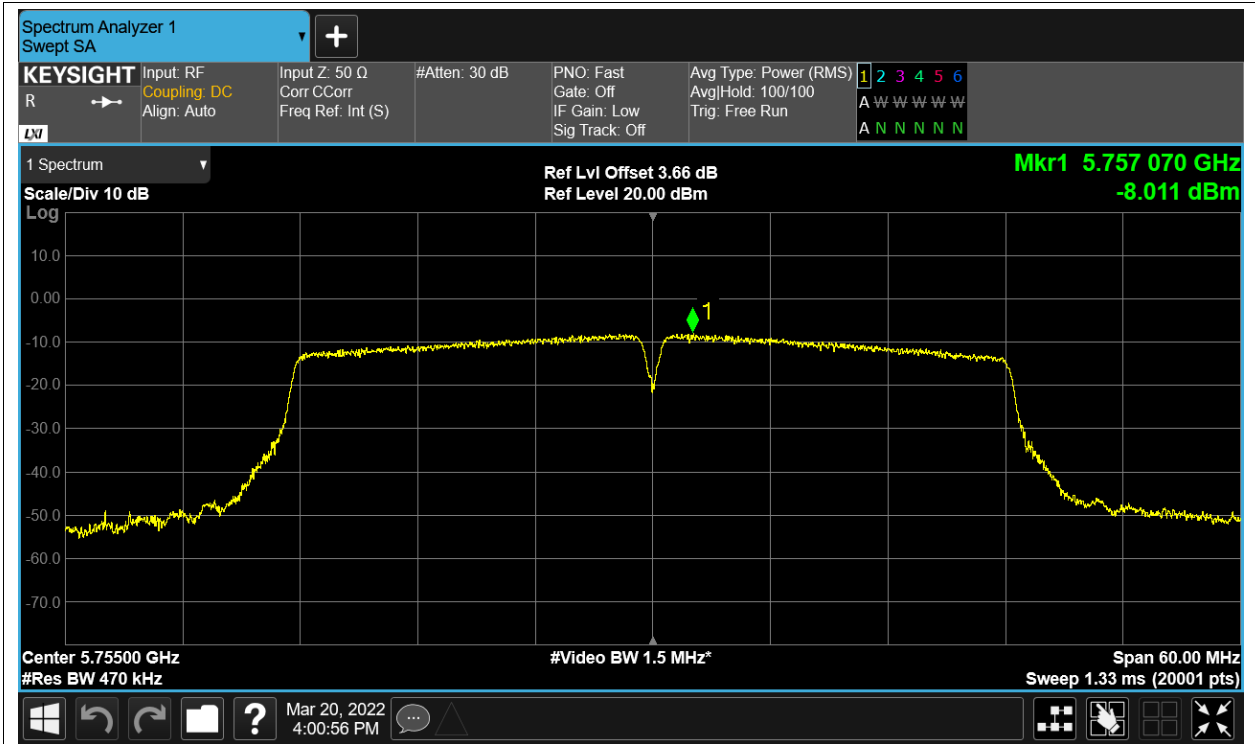 Spectrum Analyzer 1
Swept SA
KEYSIGHT
R
LXI
Input: RF
Coupling: DC
Align: Auto
Input Z: 50 Ω
Corr CCorr
Freq Ref: Int (S)
#Atten: 30 dB
PNO: Fast
Gate: Off
IF Gain: Low
Sig Track: Off
Avg Type: Power (RMS)
Avg|Hold: 100/100
Trig: Free Run
1 2 3 4 5 6
A W W W W W
A N N N N N
1 Spectrum
Scale/Div 10 dB
Log
Ref Lvl Offset 3.66 dB
Ref Level 20.00 dBm
Mkr1 5.757 070 GHz
-8.011 dBm
10.0
0.00
-10.0
-20.0
-30.0
-40.0
-50.0
-60.0
-70.0
1
Center 5.75500 GHz
#Res BW 470 kHz
#Video BW 1.5 MHz*
Span 60.00 MHz
Sweep 1.33 ms (20001 pts)
?
Mar 20, 2022
4:00:56 PM